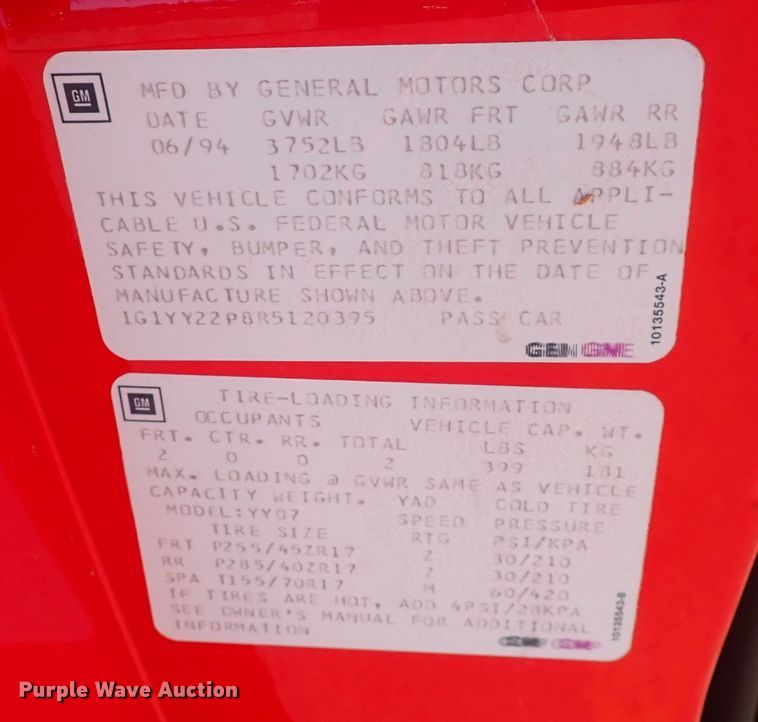 GM
MFD BY GENERAL MOTORS CORP
DATE GVWR GAWR FRT GAWR RR
06/94 3752LB 1804LB 1948LB
1702KG 818KG 884KG
THIS VEHICLE CONFORMS TO ALL APPLI-
CABLE U.S. FEDERAL MOTOR VEHICLE
SAFETY, BUMPER, AND THEFT PREVENTION
STANDARDS IN EFFECT ON THE DATE OF
MANUFACTURE SHOWN ABOVE.
1G1YY22P8R5120395 PASS CAR
10135543-A
GM
TIRE-LOADING INFORMATION
OCCUPANTS VEHICLE CAP. WT.
FRT. CTR. RR. TOTAL LBS KG
2 0 0 2 399 181
MAX. LOADING @ GVWR SAME AS VEHICLE
CAPACITY WEIGHT. YAD COLD TIRE
MODEL:YY07 SPEED PRESSURE
TIRE SIZE RTG PSI/KPA
FRT P255/45ZR17 Z 30/210
RR P285/40ZR17 Z 30/210
SPA T155/70R17 M 60/420
IF TIRES ARE HOT, ADD 4PSI/28KPA
SEE OWNER'S MANUAL FOR ADDITIONAL
INFORMATION
10135543-B
Purple Wave Auction